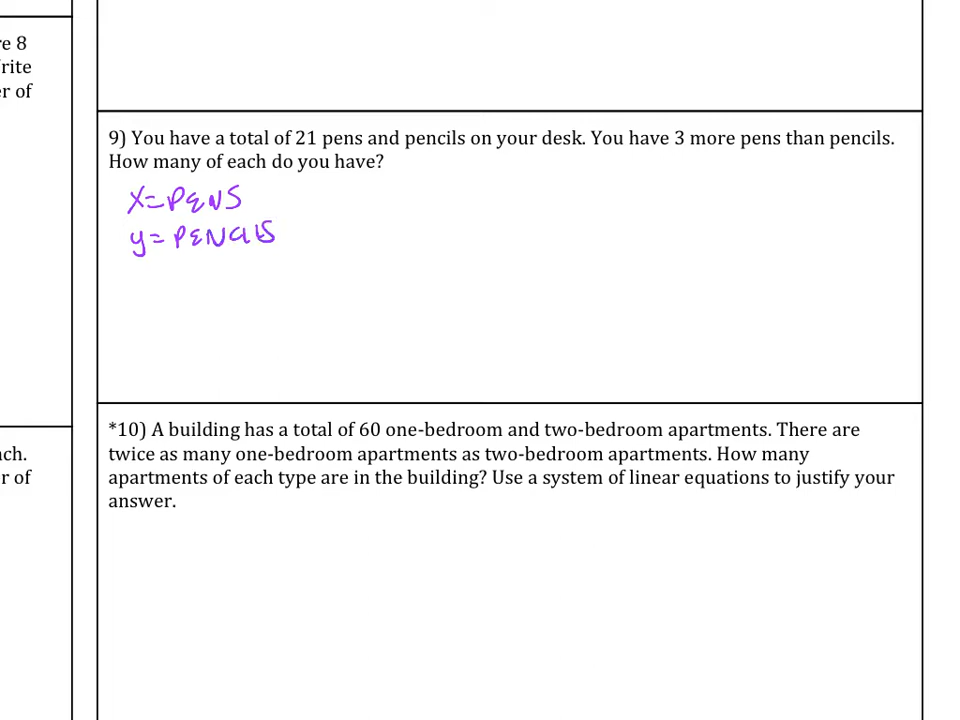 re 8
rite
er of
9) You have a total of 21 pens and pencils on your desk. You have 3 more pens than pencils.
How many of each do you have?
x=PENS
y=PENCILS
*10) A building has a total of 60 one-bedroom and two-bedroom apartments. There are
twice as many one-bedroom apartments as two-bedroom apartments. How many
apartments of each type are in the building? Use a system of linear equations to justify your
answer.
ach.
r of